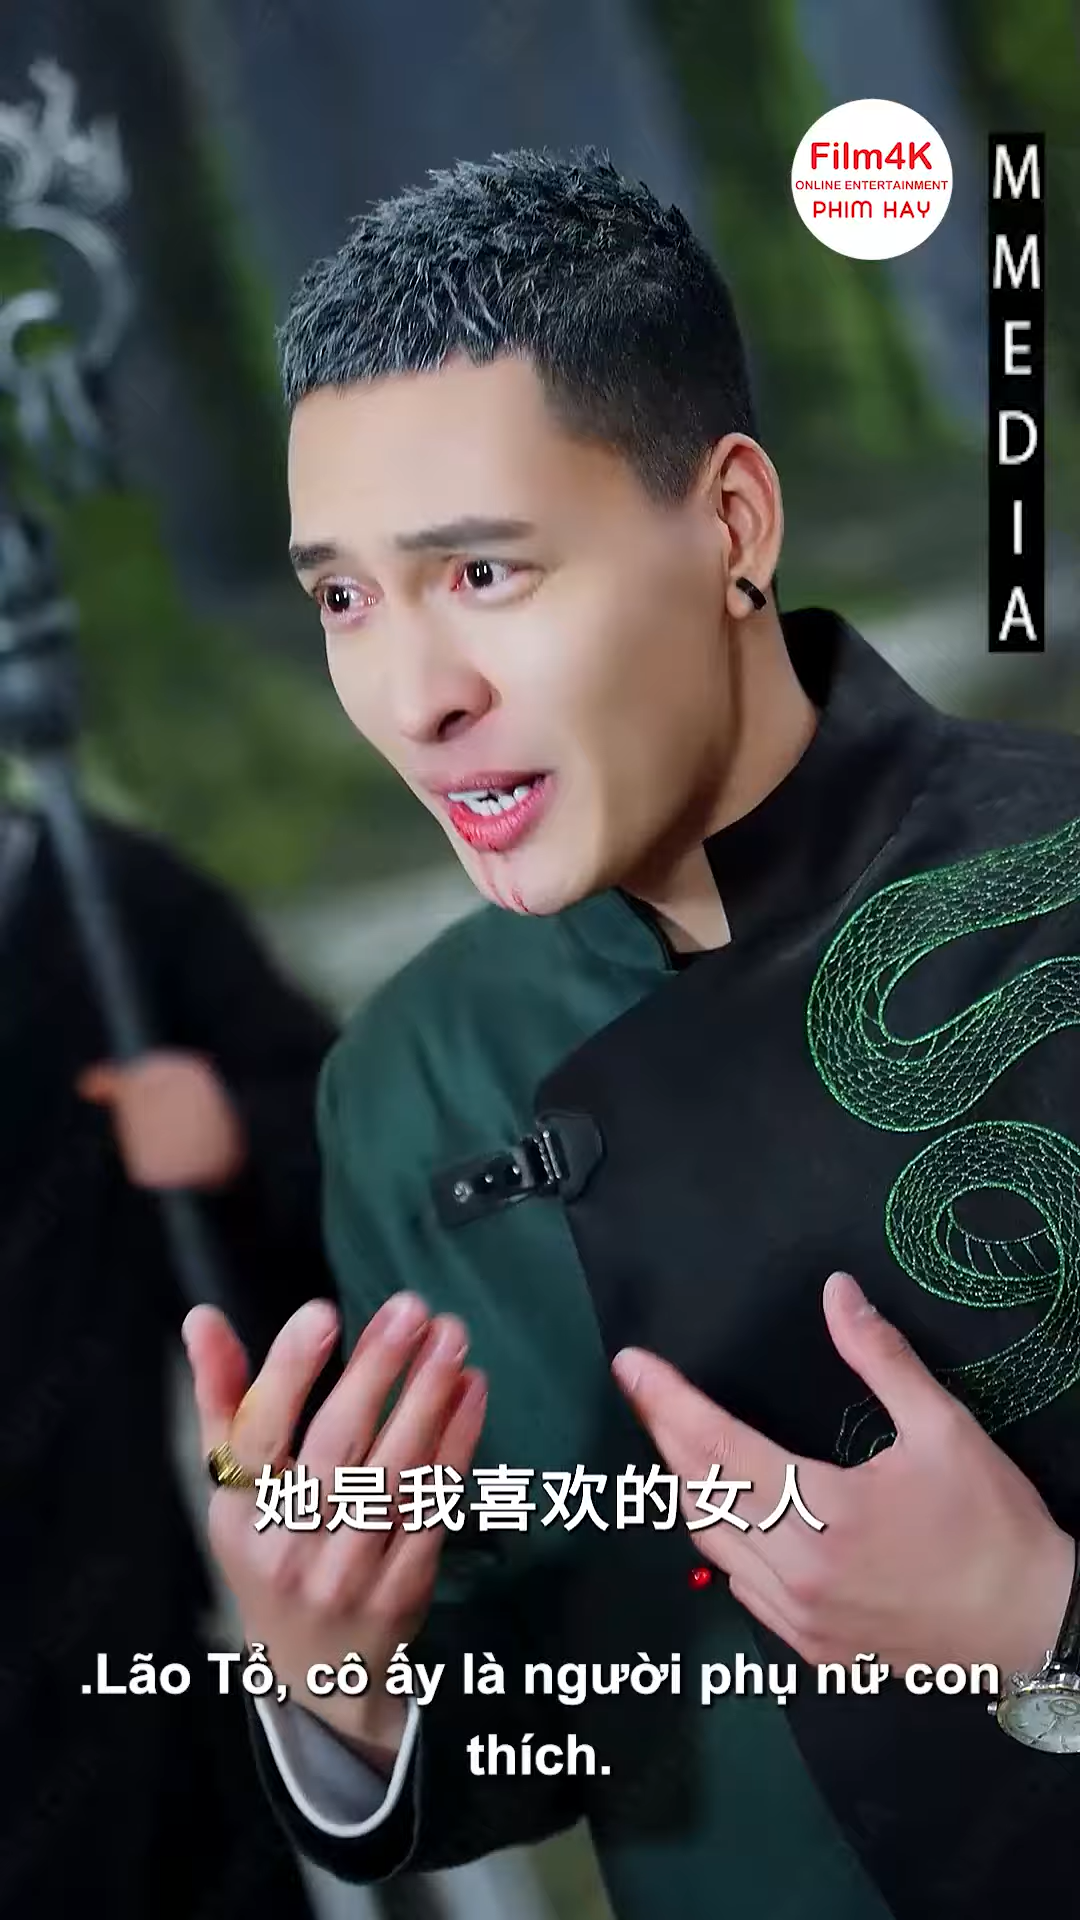 Film4K
ONLINE ENTERTAINMENT
PHIM HAY
MMEDIA
她是我喜欢的女人
.Lão Tổ, cô ấy là người phụ nữ con
thích.